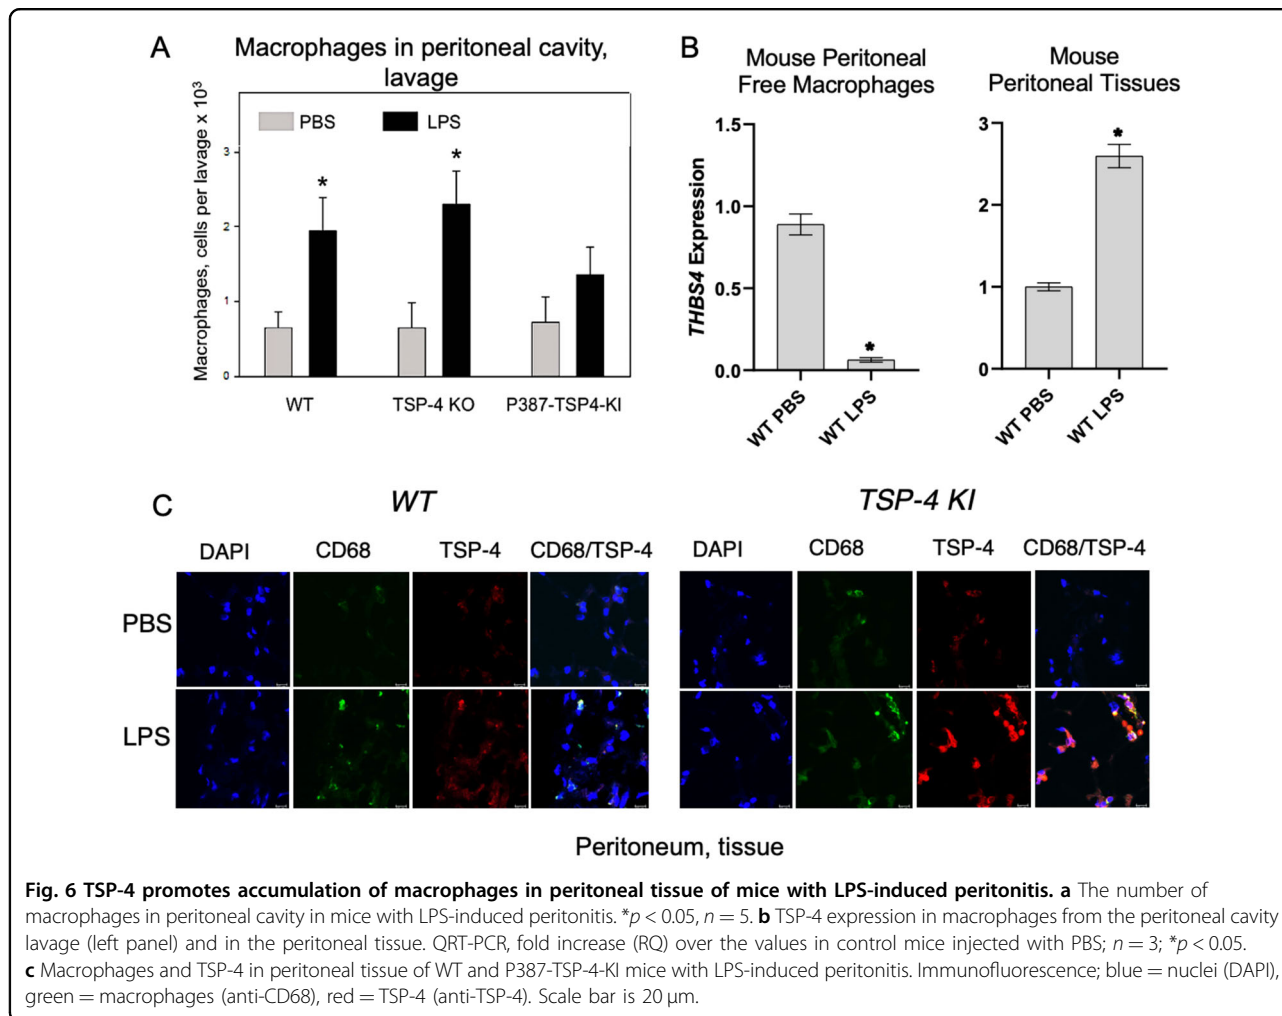 A
Macrophages in peritoneal cavity,
lavage
Macrophages, cells per lavage x 10³
PBS
LPS
3
2
1
0
*
*
WT
TSP-4 KO
P387-TSP4-KI
B
Mouse Peritoneal
Free Macrophages
THBS4 Expression
1.5
1.0
0.5
0.0
*
WT PBS
WT LPS
Mouse
Peritoneal Tissues
3
2
1
0
*
WT PBS
WT LPS
C
WT
TSP-4 KI
DAPI CD68 TSP-4 CD68/TSP-4 DAPI CD68 TSP-4 CD68/TSP-4
PBS
LPS
Peritoneum, tissue
Fig. 6 TSP-4 promotes accumulation of macrophages in peritoneal tissue of mice with LPS-induced peritonitis. a The number of
macrophages in peritoneal cavity in mice with LPS-induced peritonitis. *p < 0.05, n = 5. b TSP-4 expression in macrophages from the peritoneal cavity
lavage (left panel) and in the peritoneal tissue. QRT-PCR, fold increase (RQ) over the values in control mice injected with PBS; n = 3; *p < 0.05.
c Macrophages and TSP-4 in peritoneal tissue of WT and P387-TSP-4-KI mice with LPS-induced peritonitis. Immunofluorescence; blue = nuclei (DAPI),
green = macrophages (anti-CD68), red = TSP-4 (anti-TSP-4). Scale bar is 20 µm.